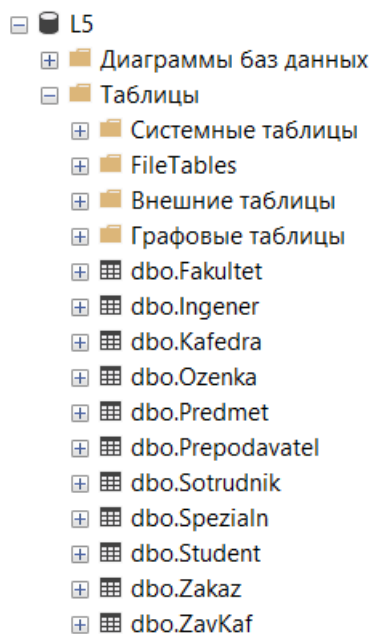 L5
Диаграммы баз данных
Таблицы
Системные таблицы
FileTables
Внешние таблицы
Графовые таблицы
dbo.Fakultet
dbo.Ingener
dbo.Kafedra
dbo.Ozenka
dbo.Predmet
dbo.Prepodavatel
dbo.Sotrudnik
dbo.Spezialn
dbo.Student
dbo.Zakaz
dbo.ZavKaf